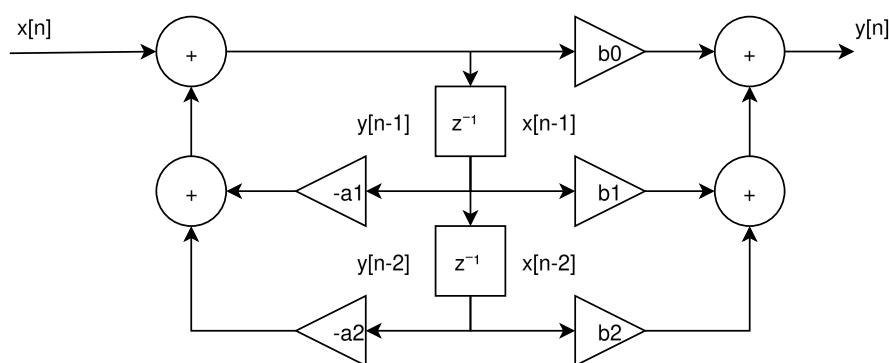 x[n]
y[n]
+
b0
+
y[n-1]
z⁻¹
x[n-1]
+
-a1
b1
+
y[n-2]
z⁻¹
x[n-2]
-a2
b2